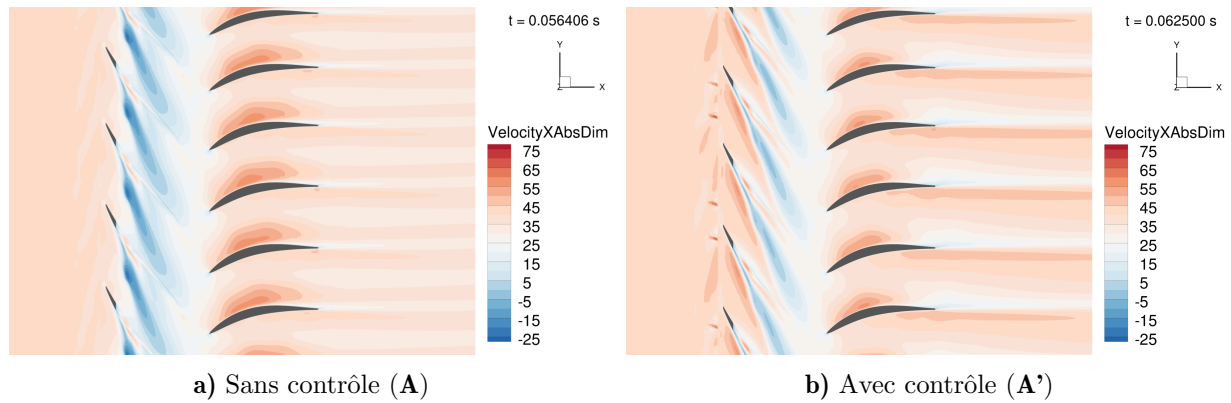 t = 0.056406 s
Y
Z
X
VelocityXAbsDim
75
65
55
45
35
25
15
5
-5
-15
-25
a) Sans contrôle (A)
t = 0.062500 s
Y
Z
X
VelocityXAbsDim
75
65
55
45
35
25
15
5
-5
-15
-25
b) Avec contrôle (A’)